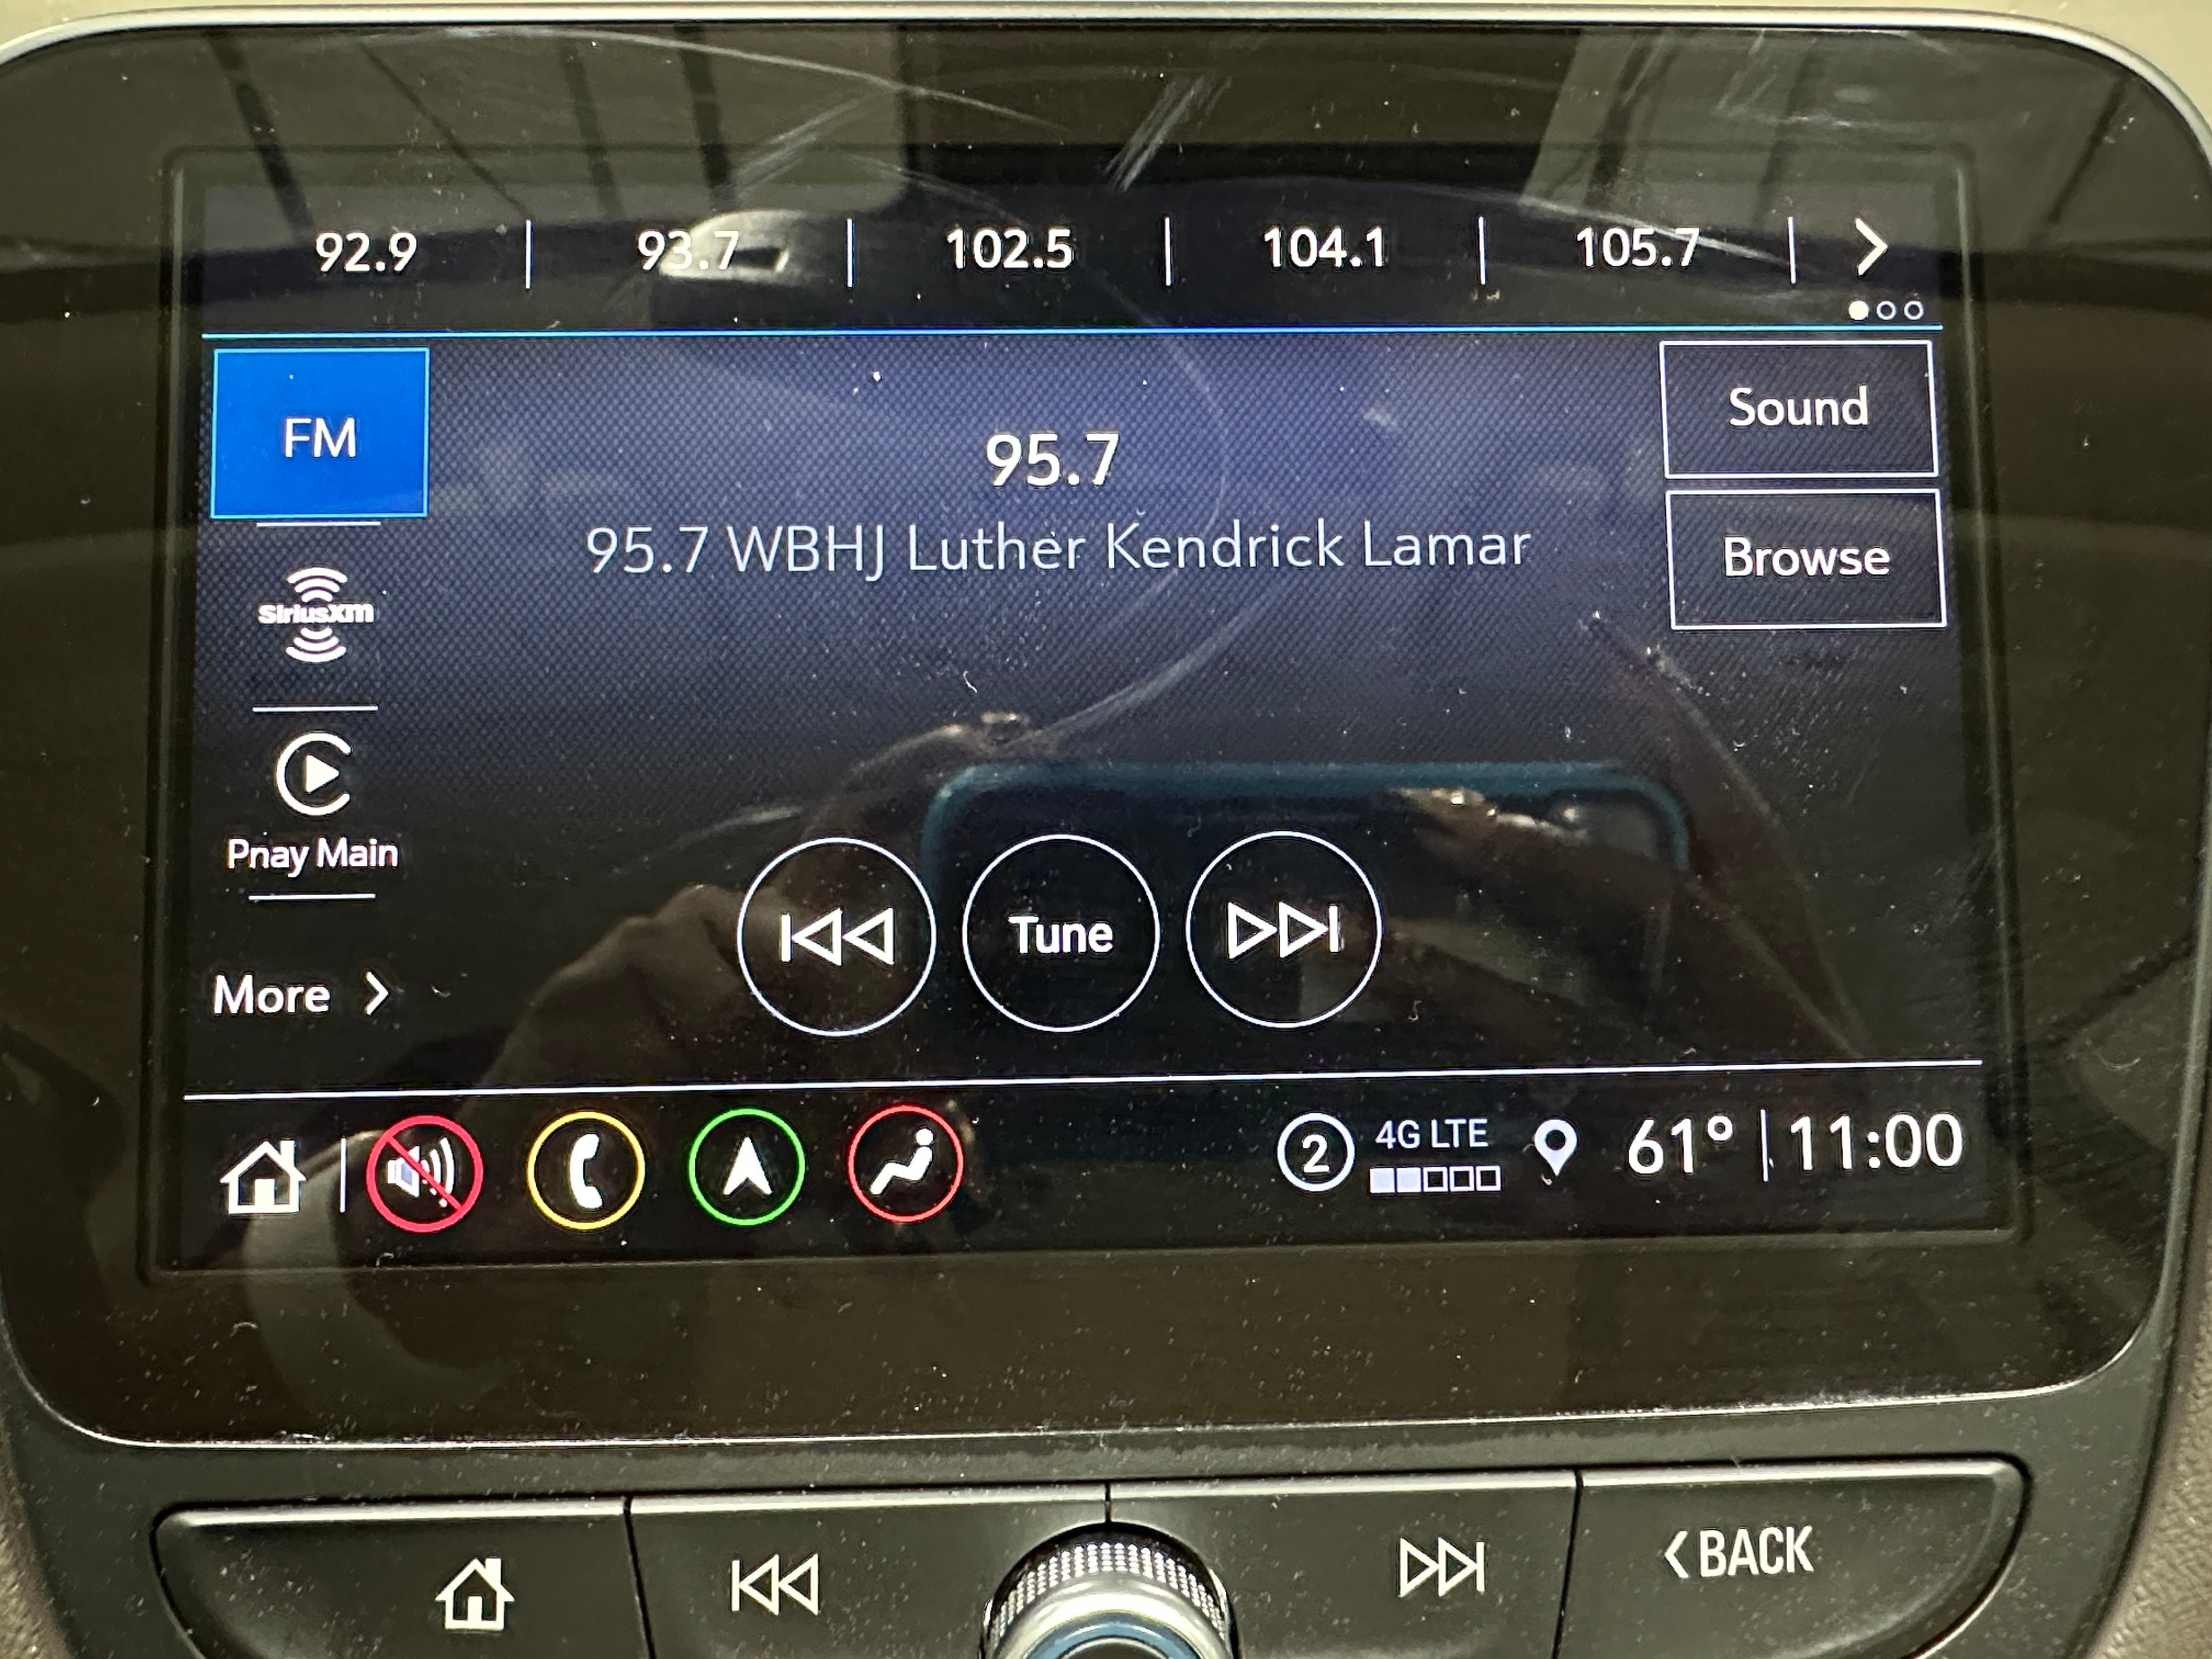 92.9 93.7 102.5 104.1 105.7
FM
Sound
95.7
95.7 WBHJ Luther Kendrick Lamar
Browse
SiriusXm
Pnay Main
Tune
More
2 4G LTE 61° 11:00
BACK